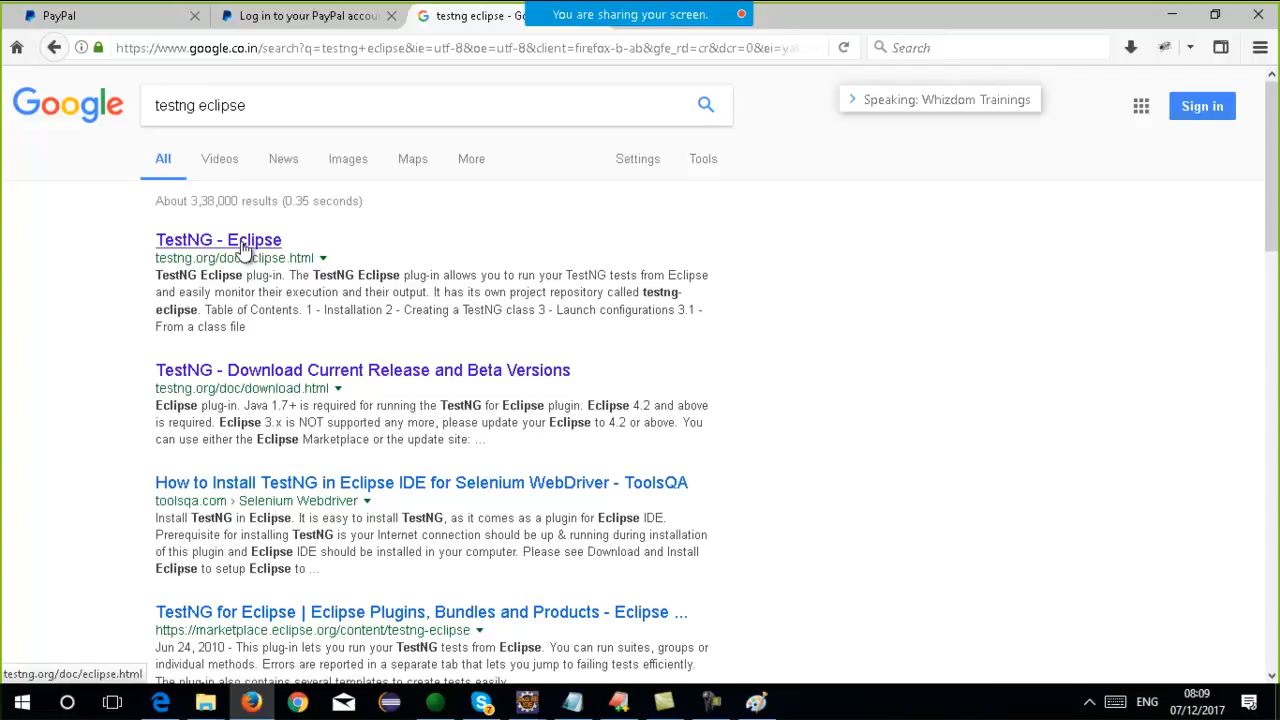 PayPal
Log in to your PayPal accou
testng eclipse - Go
You are sharing your screen.
https://www.google.co.in/search?q=testng+eclipse&ie=utf-8&oe=utf-8&client=firefox-b-ab&gfe_rd=cr&dcr=0&ei=yal
Search
Google
testng eclipse
Speaking: Whizdom Trainings
Sign in
All
Videos
News
Images
Maps
More
Settings
Tools
About 3,38,000 results (0.35 seconds)
TestNG - Eclipse
testng.org/doc/eclipse.html
TestNG Eclipse plug-in. The TestNG Eclipse plug-in allows you to run your TestNG tests from Eclipse
and easily monitor their execution and their output. It has its own project repository called testng-
eclipse. Table of Contents. 1 - Installation 2 - Creating a TestNG class 3 - Launch configurations 3.1 -
From a class file
TestNG - Download Current Release and Beta Versions
testng.org/doc/download.html
Eclipse plug-in. Java 1.7+ is required for running the TestNG for Eclipse plugin. Eclipse 4.2 and above
is required. Eclipse 3.x is NOT supported any more, please update your Eclipse to 4.2 or above. You
can use either the Eclipse Marketplace or the update site: ...
How to Install TestNG in Eclipse IDE for Selenium WebDriver - ToolsQA
toolsqa.com › Selenium Webdriver
Install TestNG in Eclipse. It is easy to install TestNG, as it comes as a plugin for Eclipse IDE.
Prerequisite for installing TestNG is your Internet connection should be up & running during installation
of this plugin and Eclipse IDE should be installed in your computer. Please see Download and Install
Eclipse to setup Eclipse to ...
TestNG for Eclipse | Eclipse Plugins, Bundles and Products - Eclipse ...
https://marketplace.eclipse.org/content/testng-eclipse
Jun 24, 2010 - This plug-in lets you run your TestNG tests from Eclipse. You can run suites, groups or
individual methods. Errors are reported in a separate tab that lets you jump to failing tests efficiently.
The plug-in also contains several templates to create tests easily.
testng.org/doc/eclipse.html
ENG
08:09
07/12/2017